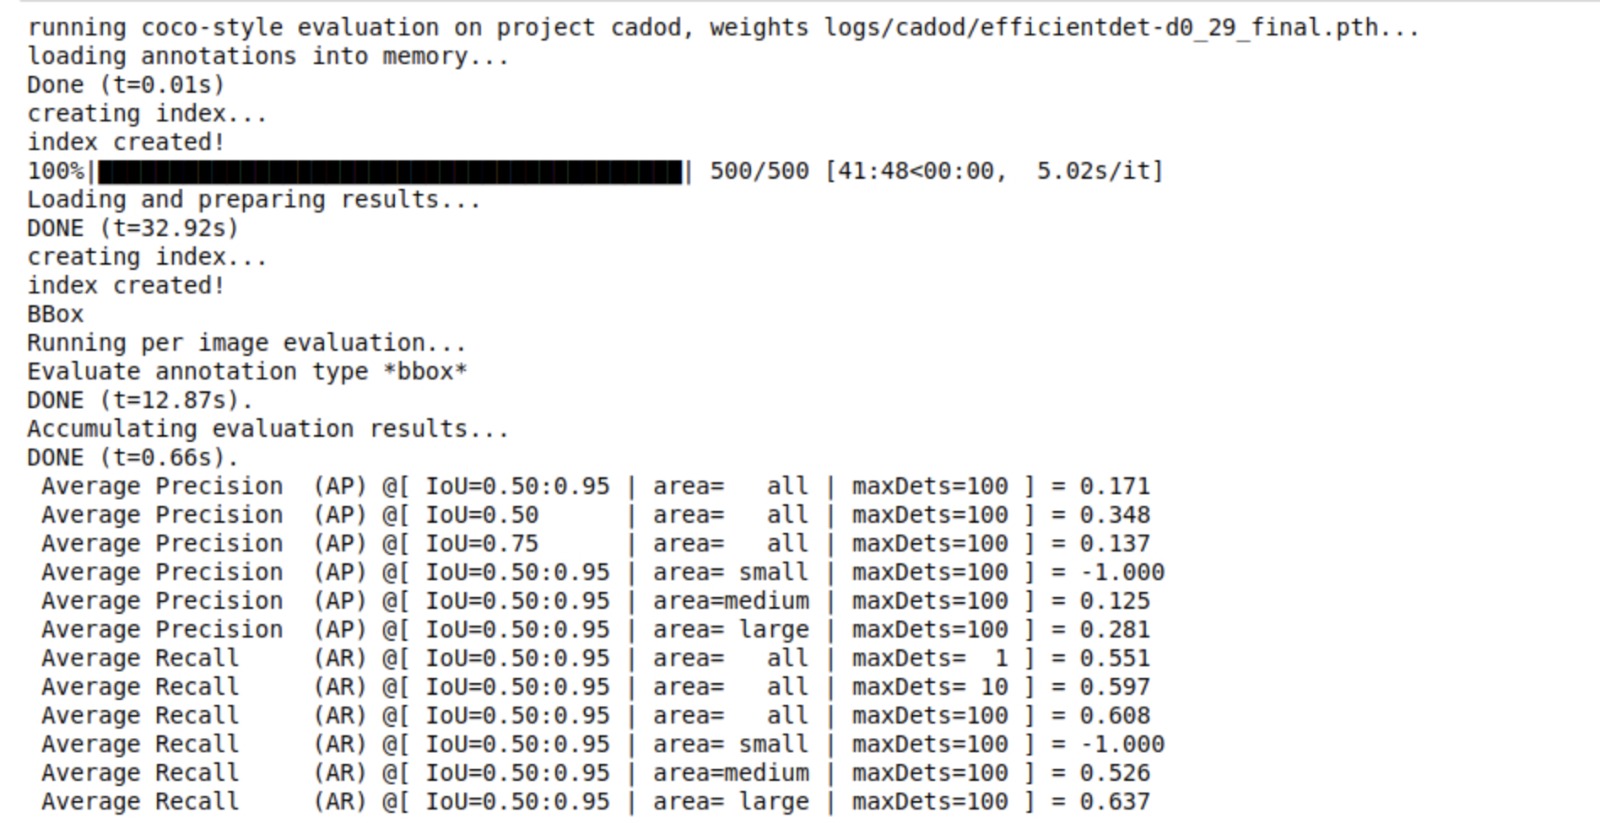 running coco-style evaluation on project cadod, weights logs/cadod/efficientdet-d0_29_final.pth...
loading annotations into memory...
Done (t=0.01s)
creating index...
index created!
100%|█████████████████████████████████████████| 500/500 [41:48<00:00,  5.02s/it]
Loading and preparing results...
DONE (t=32.92s)
creating index...
index created!
BBox
Running per image evaluation...
Evaluate annotation type *bbox*
DONE (t=12.87s).
Accumulating evaluation results...
DONE (t=0.66s).
 Average Precision  (AP) @[ IoU=0.50:0.95 | area=   all | maxDets=100 ] = 0.171
 Average Precision  (AP) @[ IoU=0.50      | area=   all | maxDets=100 ] = 0.348
 Average Precision  (AP) @[ IoU=0.75      | area=   all | maxDets=100 ] = 0.137
 Average Precision  (AP) @[ IoU=0.50:0.95 | area= small | maxDets=100 ] = -1.000
 Average Precision  (AP) @[ IoU=0.50:0.95 | area=medium | maxDets=100 ] = 0.125
 Average Precision  (AP) @[ IoU=0.50:0.95 | area= large | maxDets=100 ] = 0.281
 Average Recall     (AR) @[ IoU=0.50:0.95 | area=   all | maxDets=  1 ] = 0.551
 Average Recall     (AR) @[ IoU=0.50:0.95 | area=   all | maxDets= 10 ] = 0.597
 Average Recall     (AR) @[ IoU=0.50:0.95 | area=   all | maxDets=100 ] = 0.608
 Average Recall     (AR) @[ IoU=0.50:0.95 | area= small | maxDets=100 ] = -1.000
 Average Recall     (AR) @[ IoU=0.50:0.95 | area=medium | maxDets=100 ] = 0.526
 Average Recall     (AR) @[ IoU=0.50:0.95 | area= large | maxDets=100 ] = 0.637